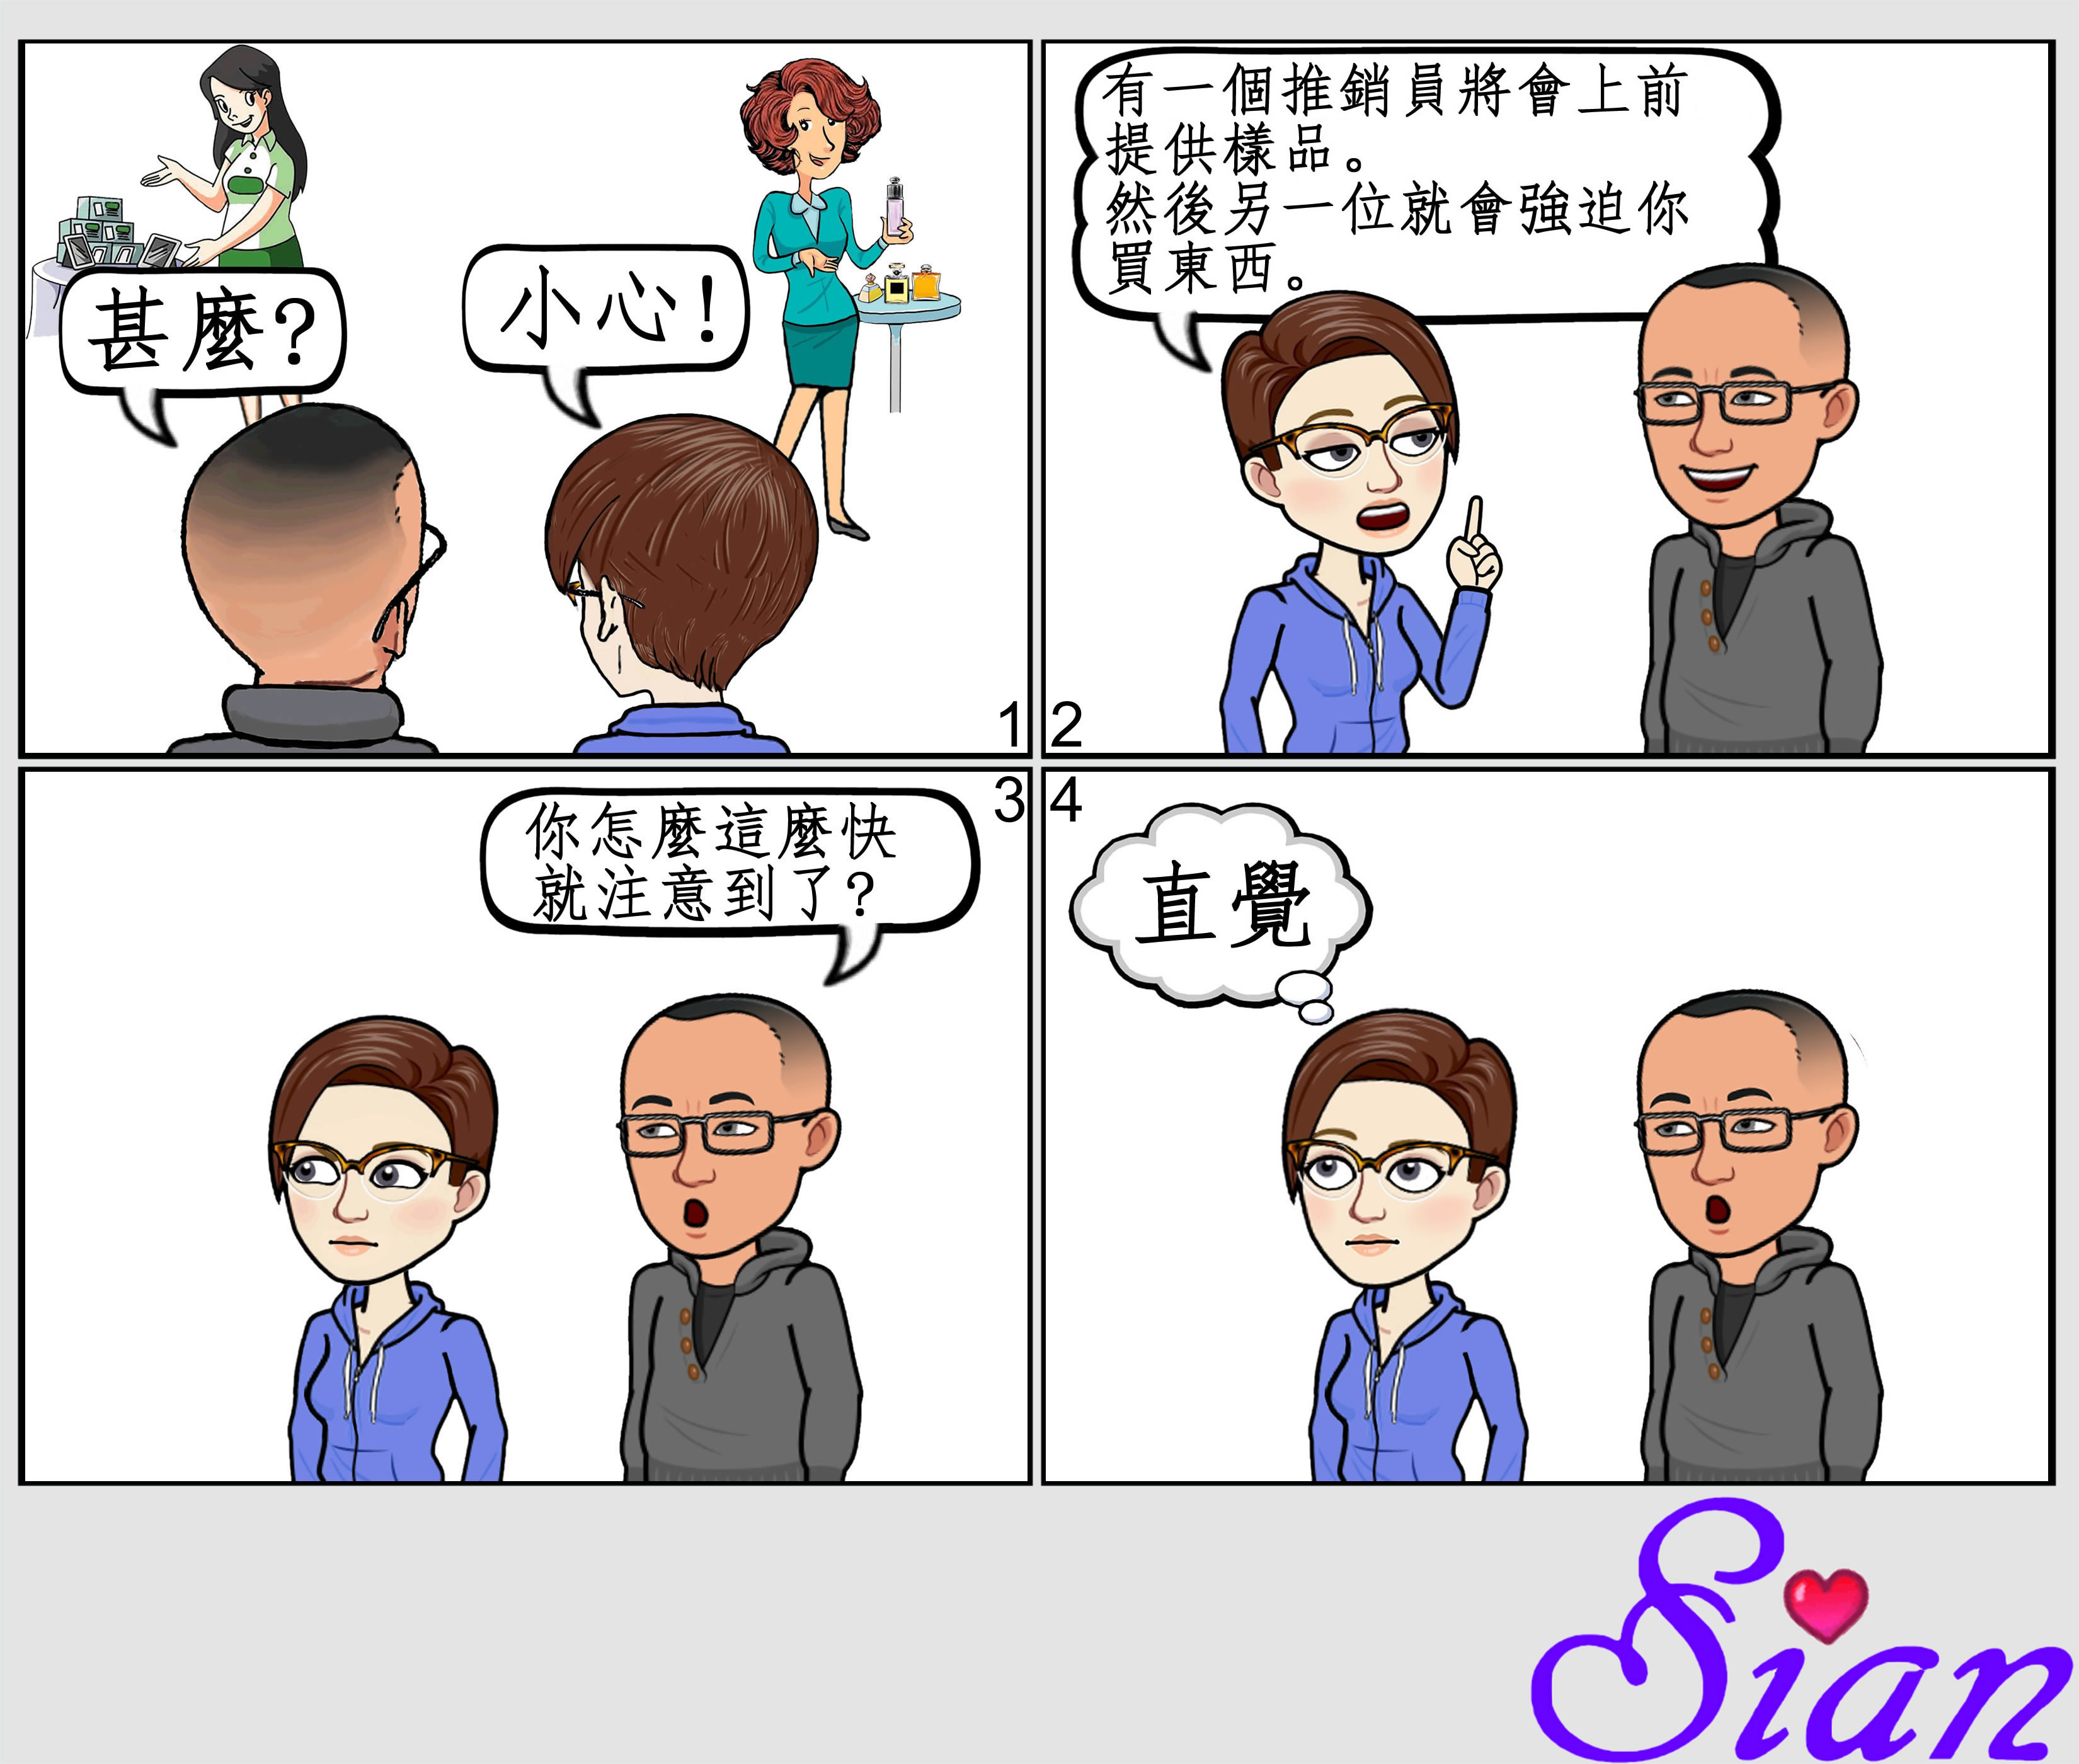 甚麼?
小心!
1
2
有一個推銷員將會上前
提供樣品。
然後另一位就會強迫你
買東西。
3
你怎麼這麼快
就注意到了?
4
直覺
Sian